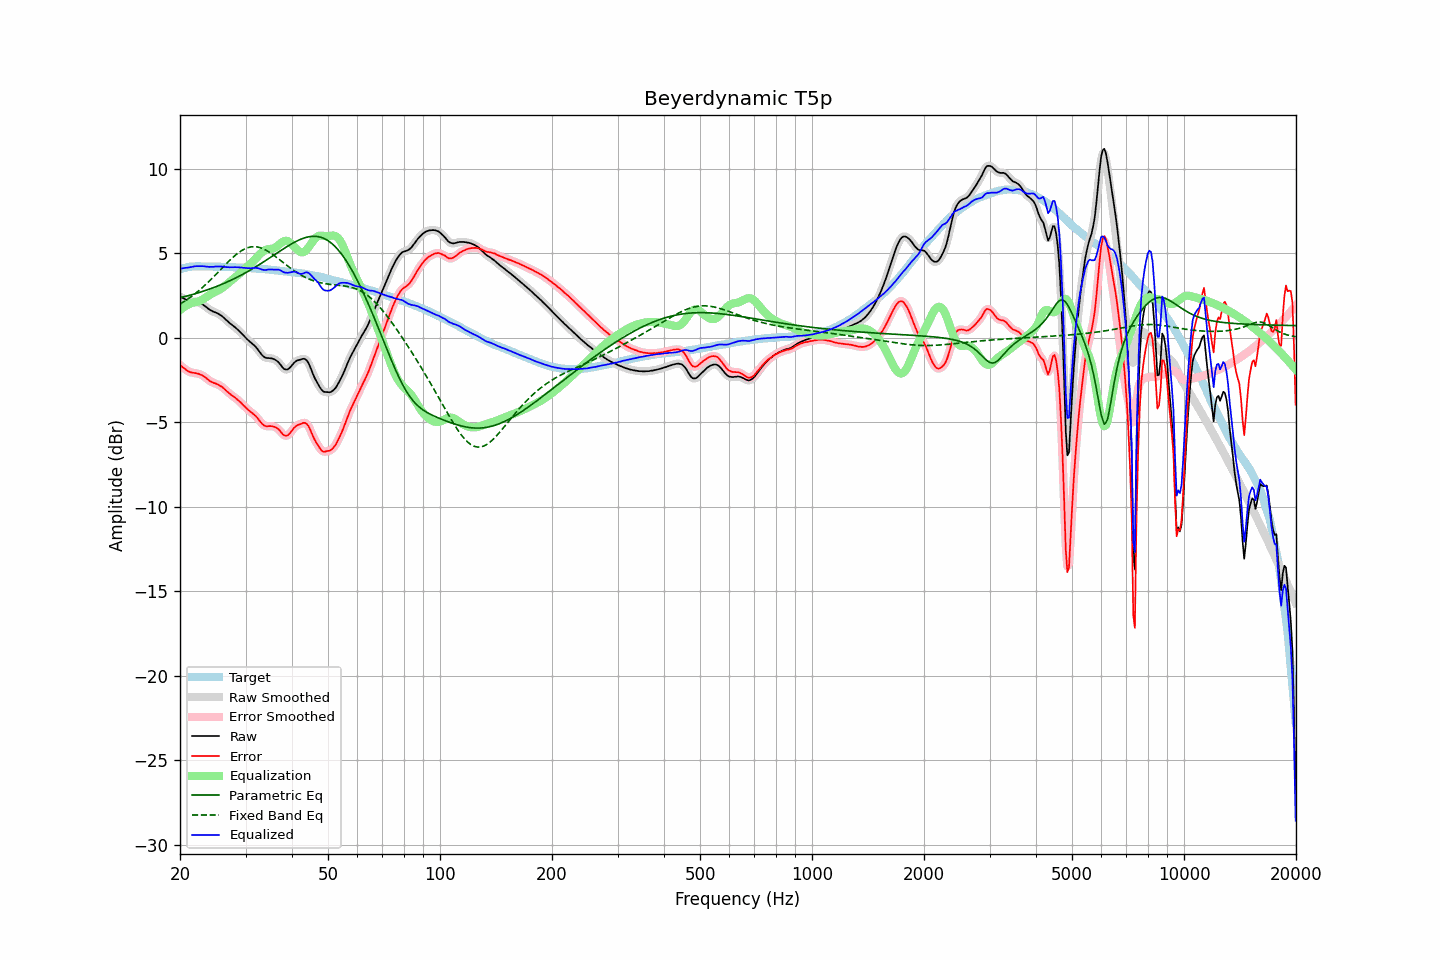 Beyerdynamic T5p
Amplitude (dBr)
10
5
0
−5
−10
−15
−20
−25
−30
Target
Raw Smoothed
Error Smoothed
Raw
Error
Equalization
Parametric Eq
Fixed Band Eq
Equalized
20 50 100 200 500 1000 2000 5000 10000 20000
Frequency (Hz)